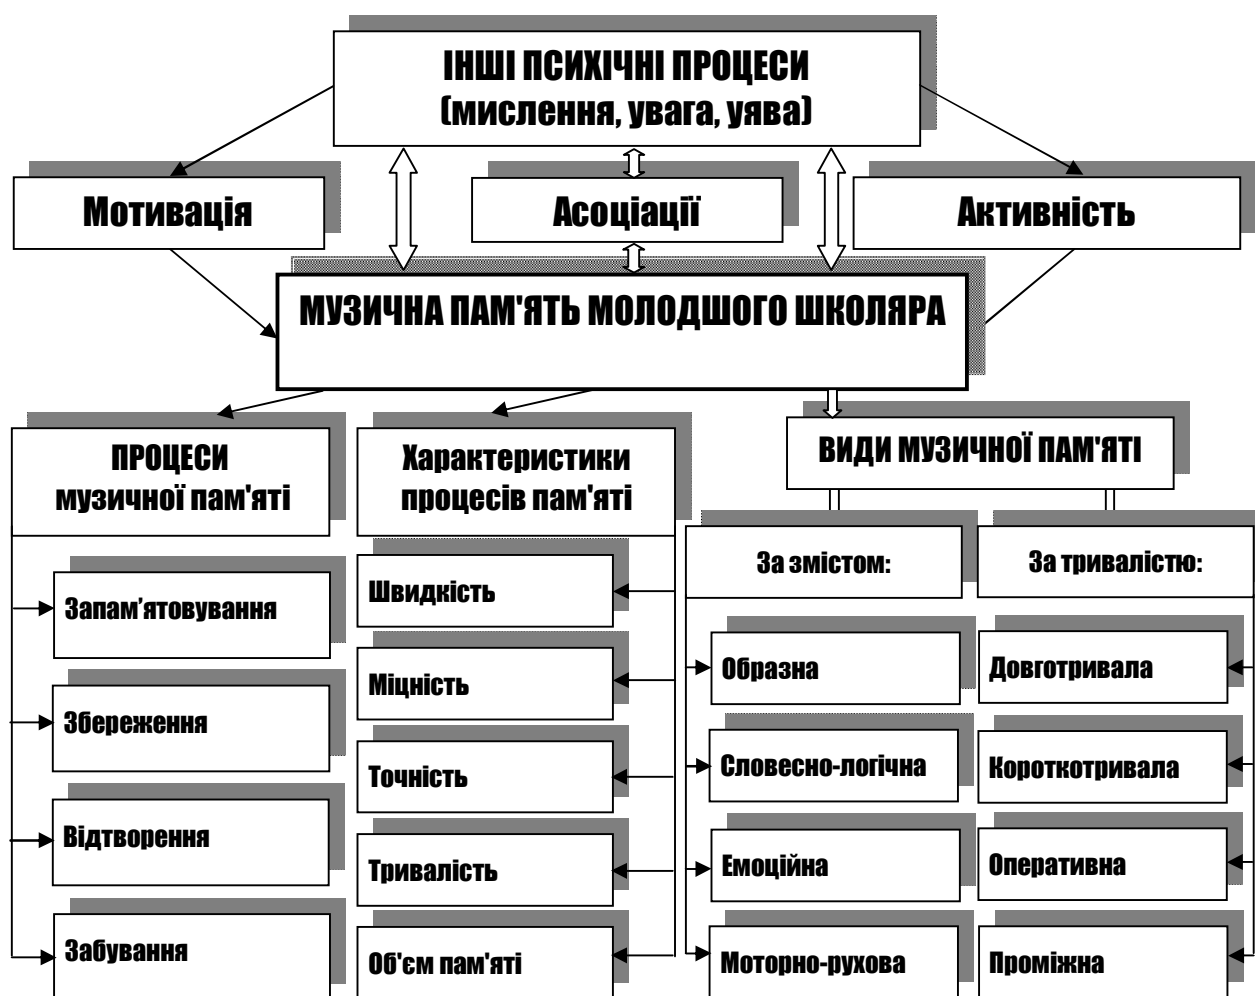 ІНШІ ПСИХІЧНІ ПРОЦЕСИ
(мислення, увага, уява)
Мотивація
Асоціації
Активність
МУЗИЧНА ПАМ'ЯТЬ МОЛОДШОГО ШКОЛЯРА
ПРОЦЕСИ
музичної пам'яті
Запам’ятовування
Збереження
Відтворення
Забування
Характеристики
процесів пам'яті
Швидкість
Міцність
Точність
Тривалість
Об'єм пам'яті
ВИДИ МУЗИЧНОЇ ПАМ'ЯТІ
За змістом:
Образна
Словесно-логічна
Емоційна
Моторно-рухова
За тривалістю:
Довготривала
Короткотривала
Оперативна
Проміжна